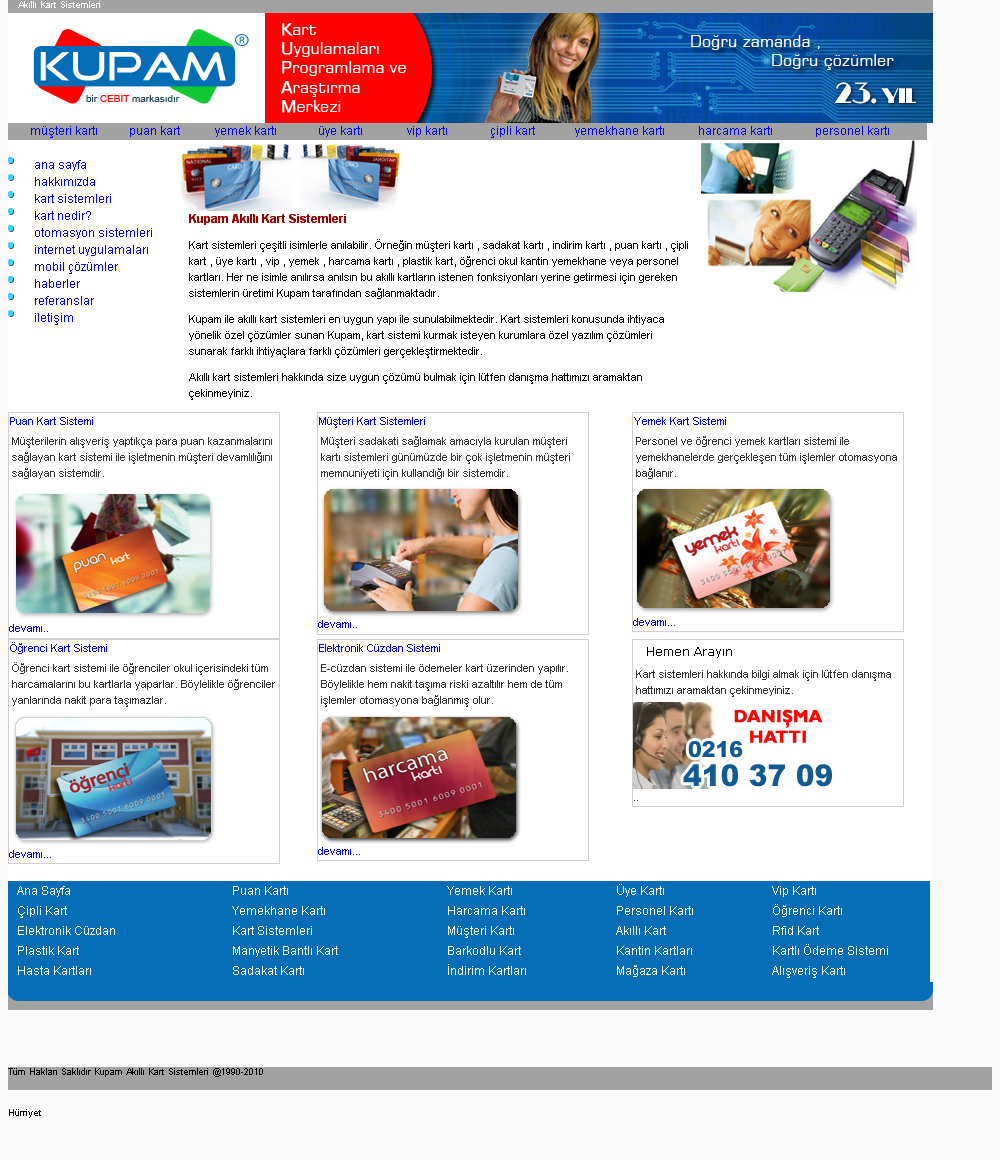 Akıllı Kart Sistemleri
KUPAM®
bir CEBIT markasıdır
Kart
Uygulamaları
Programlama ve
Araştırma
Merkezi
Doğru zamanda ,
Doğru çözümler
23. YIL
müşteri kartı puan kart yemek kartı üye kartı vip kartı çipli kart yemekhane kartı harcama kartı personel kartı
ana sayfa
hakkımızda
kart sistemleri
kart nedir?
otomasyon sistemleri
internet uygulamaları
mobil çözümler
haberler
referanslar
iletişim
NATIONAL
Kupam Akıllı Kart Sistemleri
Kart sistemleri çeşitli isimlerle anılabilir. Örneğin müşteri kartı , sadakat kartı , indirim kartı , puan kartı , çipli
kart , üye kartı , vip , yemek , harcama kartı , plastik kart, öğrenci okul kantin yemekhane veya personel
kartları. Her ne isimle anılırsa anılsın bu akıllı kartların istenen fonksiyonları yerine getirmesi için gereken
sistemlerin üretimi Kupam tarafından sağlanmaktadır.
Kupam ile akıllı kart sistemleri en uygun yapı ile sunulabilmektedir. Kart sistemleri konusunda ihtiyaca
yönelik özel çözümler sunan Kupam, kart sistemi kurmak isteyen kurumlara özel yazılım çözümleri
sunarak farklı ihtiyaçlara farklı çözümleri gerçekleştirmektedir.
Akıllı kart sistemleri hakkında size uygun çözümü bulmak için lütfen danışma hattımızı aramaktan
çekinmeyiniz.
Puan Kart Sistemi
Müşterilerin alışveriş yaptıkça para puan kazanmalarını
sağlayan kart sistemi ile işletmenin müşteri devamlılığını
sağlayan sistemdir.
puan kart
5400 5001 6009 0001
devamı..
Müşteri Kart Sistemleri
Müşteri sadakati sağlamak amacıyla kurulan müşteri
kartı sistemleri günümüzde bir çok işletmenin müşteri
memnuniyeti için kullandığı bir sistemdir.
devamı..
Yemek Kart Sistemi
Personel ve öğrenci yemek kartları sistemi ile
yemekhanelerde gerçekleşen tüm işlemler otomasyona
bağlanır.
yemek kartı
5400 5001 6009 0001
devamı...
Öğrenci Kart Sistemi
Öğrenci kart sistemi ile öğrenciler okul içerisindeki tüm
harcamalarını bu kartlarla yaparlar. Böylelikle öğrenciler
yanlarında nakit para taşımazlar.
öğrenci kartı
5400 5001 6009 0001
devamı...
Elektronik Cüzdan Sistemi
E-cüzdan sistemi ile ödemeler kart üzerinden yapılır.
Böylelikle hem nakit taşıma riski azaltılır hem de tüm
işlemler otomasyona bağlanmış olur.
harcama kartı
5400 5001 6009 0001
devamı...
Hemen Arayın
Kart sistemleri hakkında bilgi almak için lütfen danışma
hattımızı aramaktan çekinmeyiniz.
DANIŞMA
HATTI
0216
410 37 09
..
Ana Sayfa Puan Kartı Yemek Kartı Üye Kartı Vip Kartı
Çipli Kart Yemekhane Kartı Harcama Kartı Personel Kartı Öğrenci Kartı
Elektronik Cüzdan Kart Sistemleri Müşteri Kartı Akıllı Kart Rfid Kart
Plastik Kart Manyetik Bantlı Kart Barkodlu Kart Kantin Kartları Kartlı Ödeme Sistemi
Hasta Kartları Sadakat Kartı İndirim Kartları Mağaza Kartı Alışveriş Kartı
Tüm Hakları Saklıdır Kupam Akıllı Kart Sistemleri @1990-2010
Hürriyet